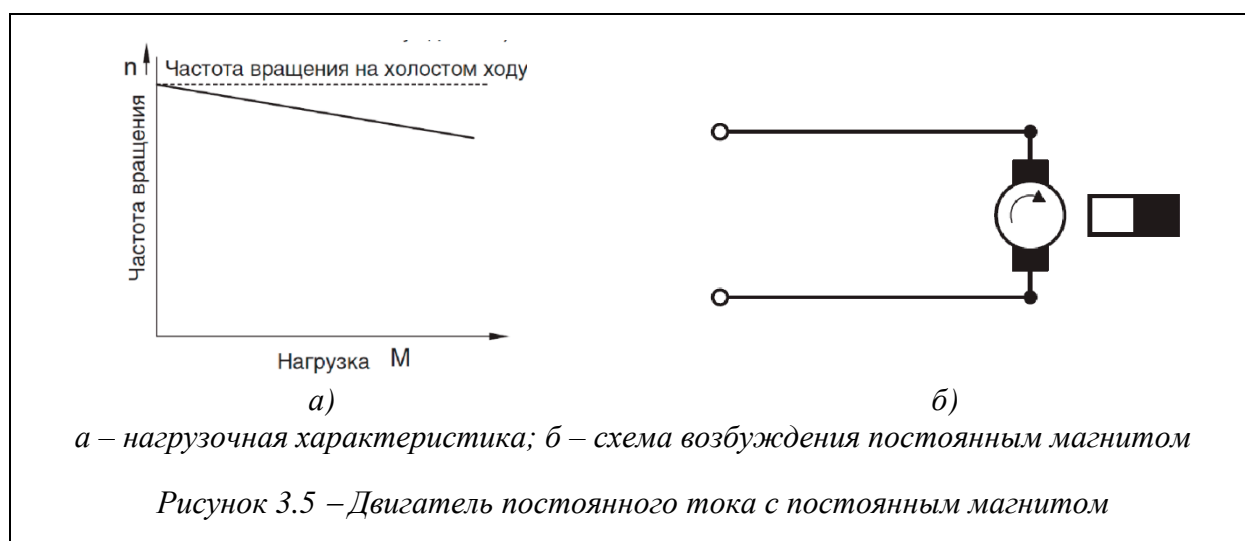 n
Частота вращения на холостом ходу
Частота вращения
Нагрузка М
а)
б)
а – нагрузочная характеристика; б – схема возбуждения постоянным магнитом
Рисунок 3.5 – Двигатель постоянного тока с постоянным магнитом